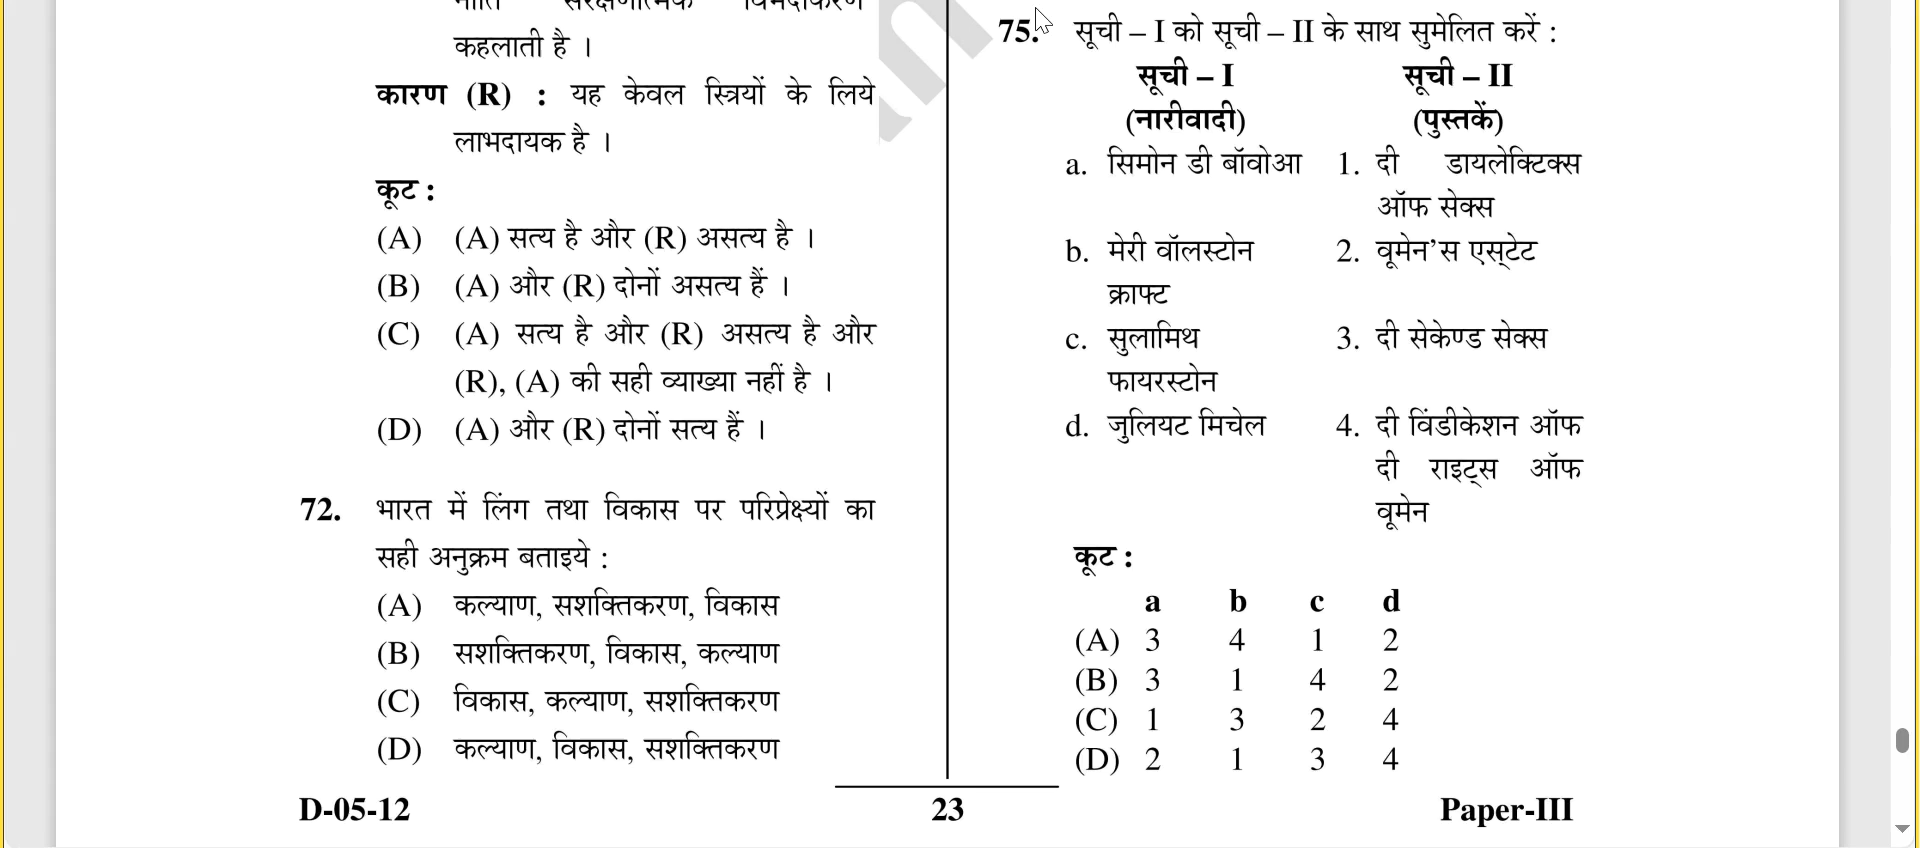 कहलाती है ।
कारण (R) : यह केवल स्त्रियों के लिये
लाभदायक है ।
कूट :
(A) (A) सत्य है और (R) असत्य है ।
(B) (A) और (R) दोनों असत्य हैं ।
(C) (A) सत्य है और (R) असत्य है और
(R), (A) की सही व्याख्या नहीं है ।
(D) (A) और (R) दोनों सत्य हैं ।
72. भारत में लिंग तथा विकास पर परिप्रेक्ष्यों का
सही अनुक्रम बताइये :
(A) कल्याण, सशक्तिकरण, विकास
(B) सशक्तिकरण, विकास, कल्याण
(C) विकास, कल्याण, सशक्तिकरण
(D) कल्याण, विकास, सशक्तिकरण
75. सूची – I को सूची – II के साथ सुमेलित करें :
सूची – I सूची – II
(नारीवादी) (पुस्तकें)
a. सिमोन डी बॉवोआ 1. दी डायलेक्टिक्स
ऑफ सेक्स
b. मेरी वॉलस्टोन 2. वूमेन’स एस्‌टेट
क्राफ्ट
c. सुलामिथ 3. दी सेकेण्ड सेक्स
फायरस्टोन
d. जुलियट मिचेल 4. दी विंडीकेशन ऑफ
दी राइट्स ऑफ
वूमेन
कूट :
a b c d
(A) 3 4 1 2
(B) 3 1 4 2
(C) 1 3 2 4
(D) 2 1 3 4
D-05-12 23 Paper-III